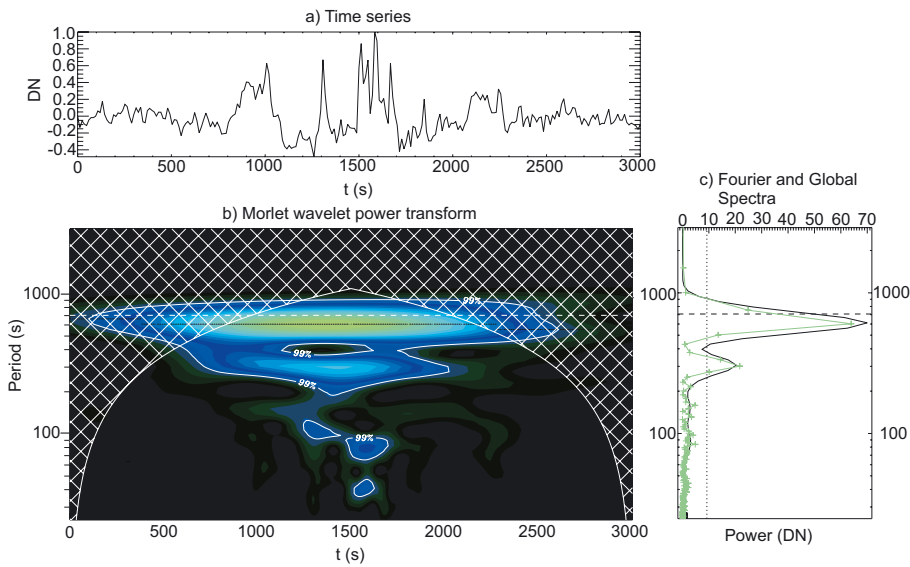 a) Time series
1.0
0.8
0.6
0.4
0.2
0.0
-0.2
-0.4
DN
0 500 1000 1500 2000 2500 3000
t (s)
b) Morlet wavelet power transform
1000
100
Period (s)
99%
99%
99%
99%
0 500 1000 1500 2000 2500 3000
t (s)
c) Fourier and Global
Spectra
0 10 20 30 40 50 60 70
1000 1000
100 100
Power (DN)